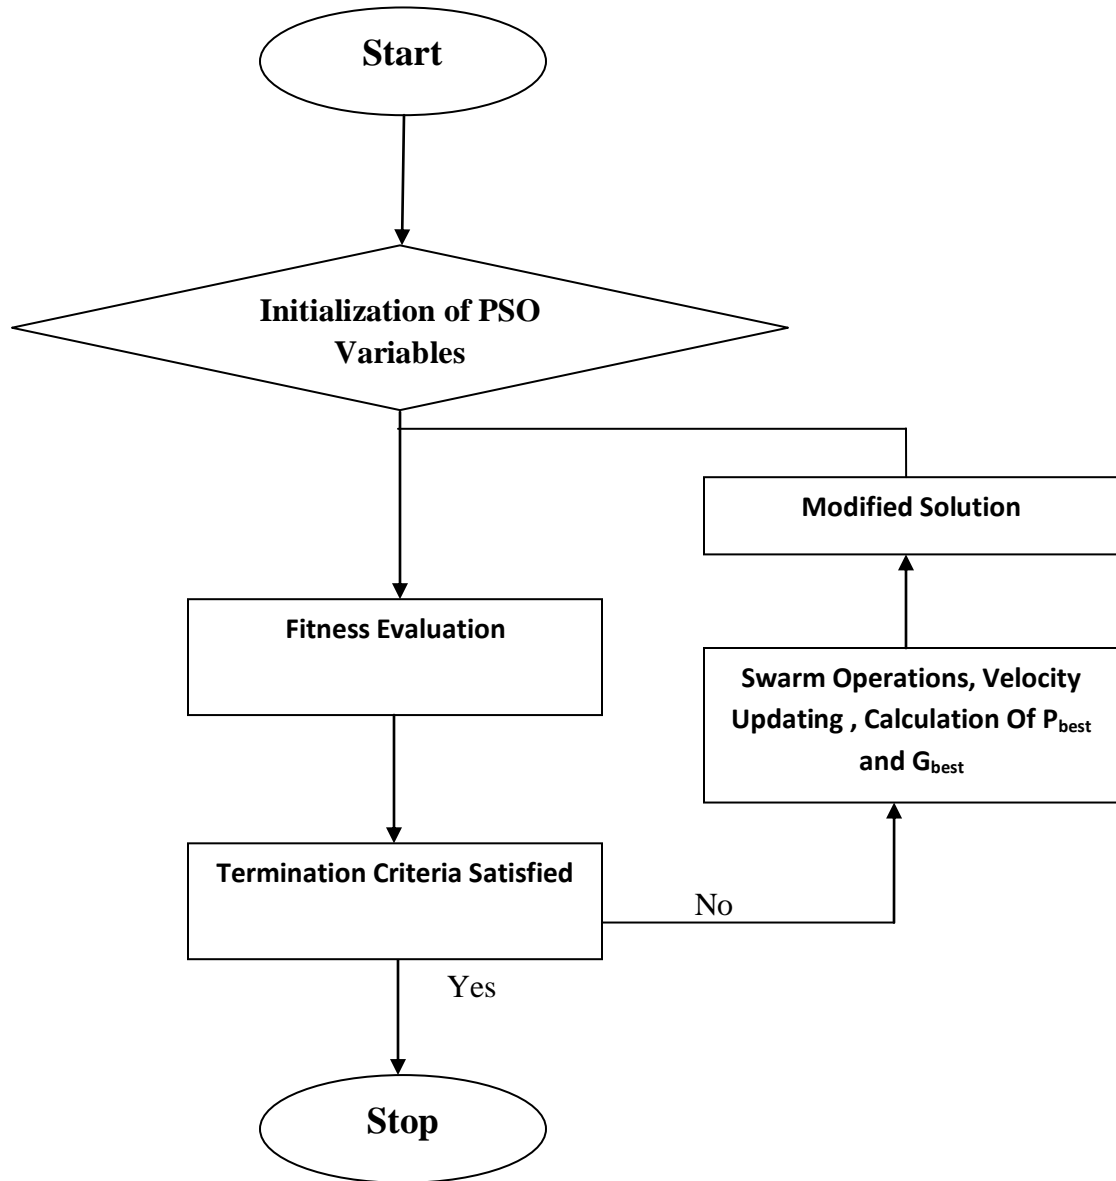 Start
Initialization of PSO
Variables
Modified Solution
Fitness Evaluation
Swarm Operations, Velocity
Updating , Calculation Of Pbest
and Gbest
Termination Criteria Satisfied
No
Yes
Stop